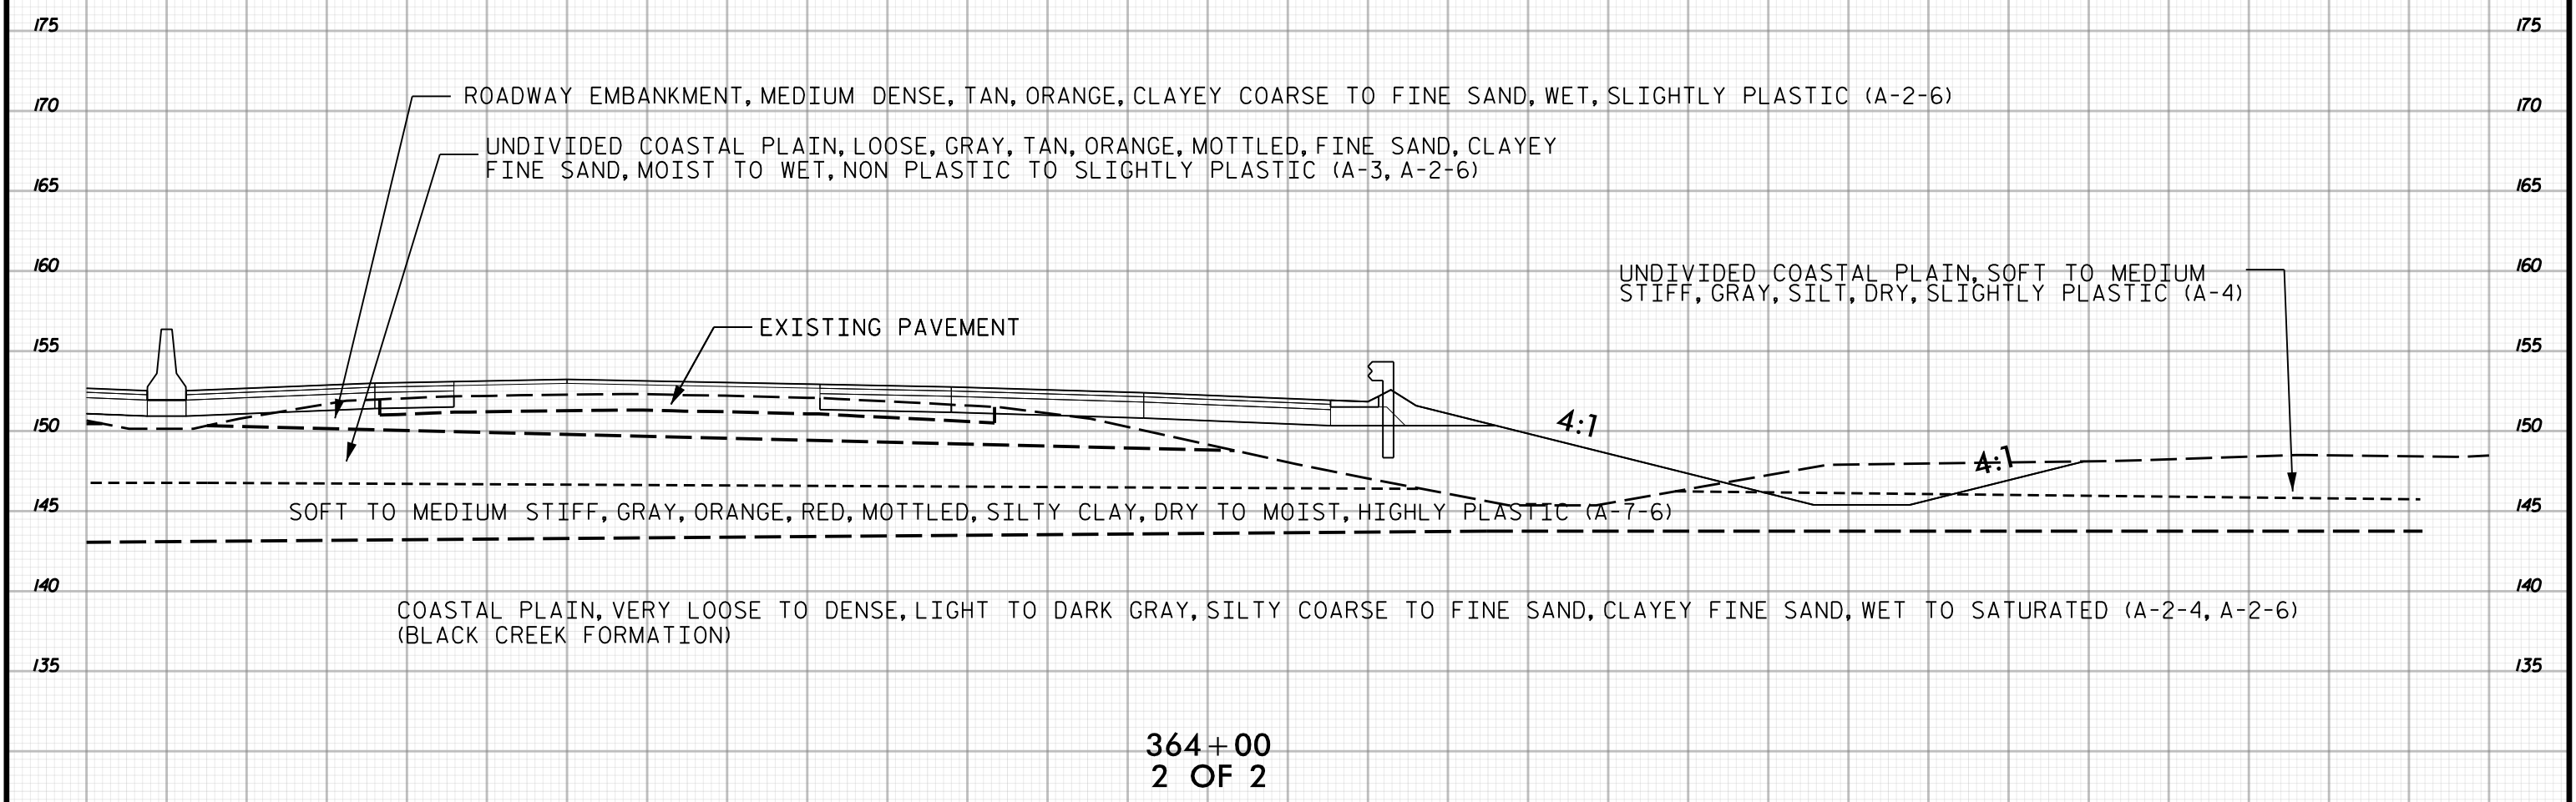 175 175
170 170
ROADWAY EMBANKMENT, MEDIUM DENSE, TAN, ORANGE, CLAYEY COARSE TO FINE SAND, WET, SLIGHTLY PLASTIC (A-2-6)
UNDIVIDED COASTAL PLAIN, LOOSE, GRAY, TAN, ORANGE, MOTTLED, FINE SAND, CLAYEY
FINE SAND, MOIST TO WET, NON PLASTIC TO SLIGHTLY PLASTIC (A-3, A-2-6)
165 165
160 160
UNDIVIDED COASTAL PLAIN, SOFT TO MEDIUM
STIFF, GRAY, SILT, DRY, SLIGHTLY PLASTIC (A-4)
EXISTING PAVEMENT
155 155
150 150
4:1
4:1
145 145
SOFT TO MEDIUM STIFF, GRAY, ORANGE, RED, MOTTLED, SILTY CLAY, DRY TO MOIST, HIGHLY PLASTIC (A-7-6)
140 140
COASTAL PLAIN, VERY LOOSE TO DENSE, LIGHT TO DARK GRAY, SILTY COARSE TO FINE SAND, CLAYEY FINE SAND, WET TO SATURATED (A-2-4, A-2-6)
(BLACK CREEK FORMATION)
135 135
364+00
2 OF 2